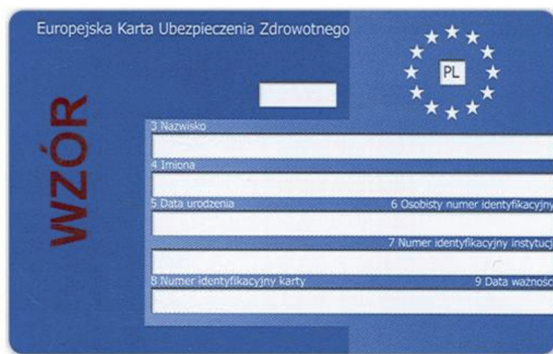 Europejska Karta Ubezpieczenia Zdrowotnego
PL
WZÓR
3 Nazwisko
4 Imiona
5 Data urodzenia 6 Osobisty numer identyfikacyjny
7 Numer identyfikacyjny instytucji
8 Numer identyfikacyjny karty 9 Data ważności